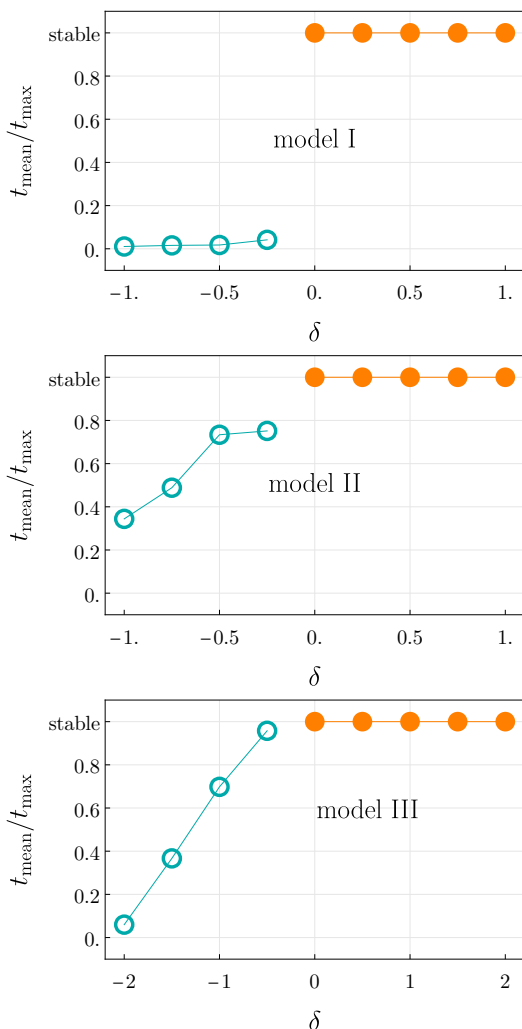 stable
0.8
0.6
0.4
0.2
0.
t_mean/t_max
model I
−1. −0.5 0. 0.5 1.
δ
stable
0.8
0.6
0.4
0.2
0.
t_mean/t_max
model II
−1. −0.5 0. 0.5 1.
δ
stable
0.8
0.6
0.4
0.2
0.
t_mean/t_max
model III
−2 −1 0 1 2
δ